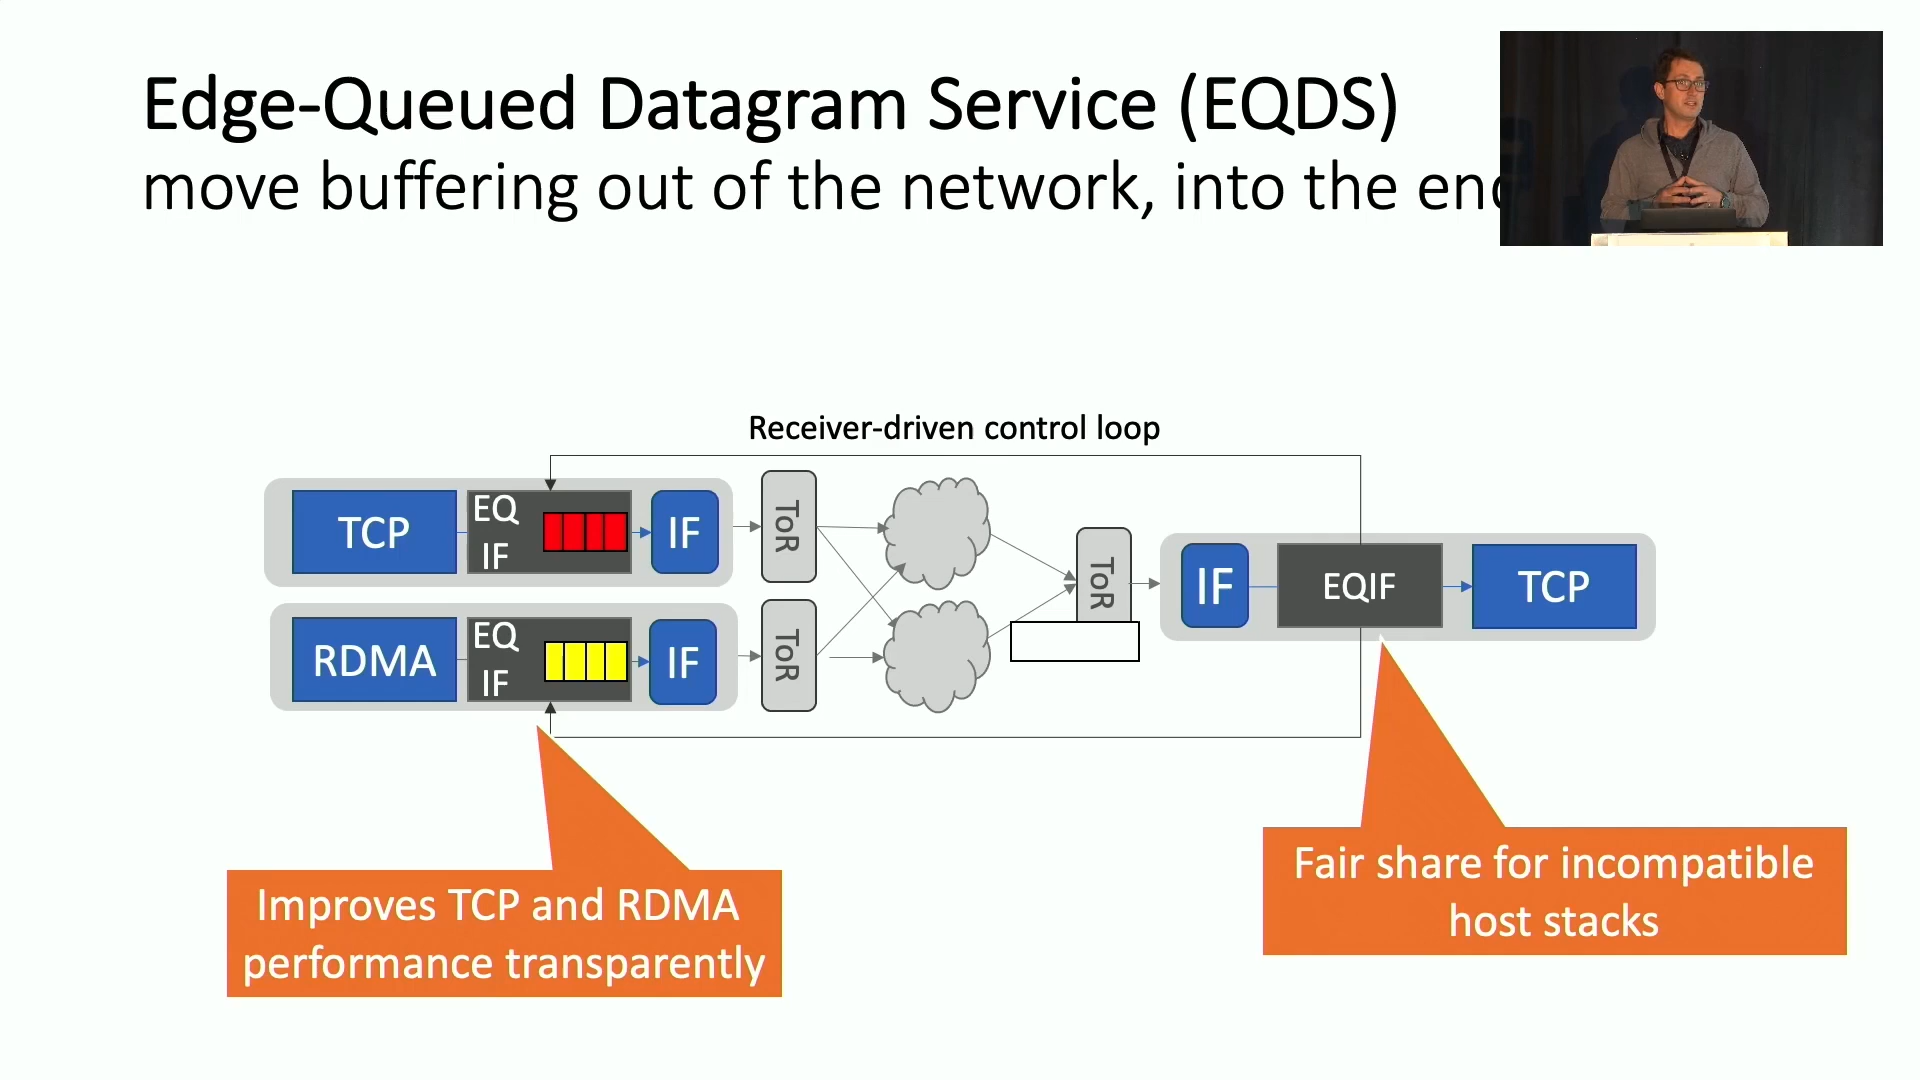 Edge-Queued Datagram Service (EQDS)
move buffering out of the network, into the
Receiver-driven control loop
TCP
EQ
IF
IF
ToR
RDMA
EQ
IF
IF
ToR
ToR
IF
EQIF
TCP
Improves TCP and RDMA
performance transparently
Fair share for incompatible
host stacks